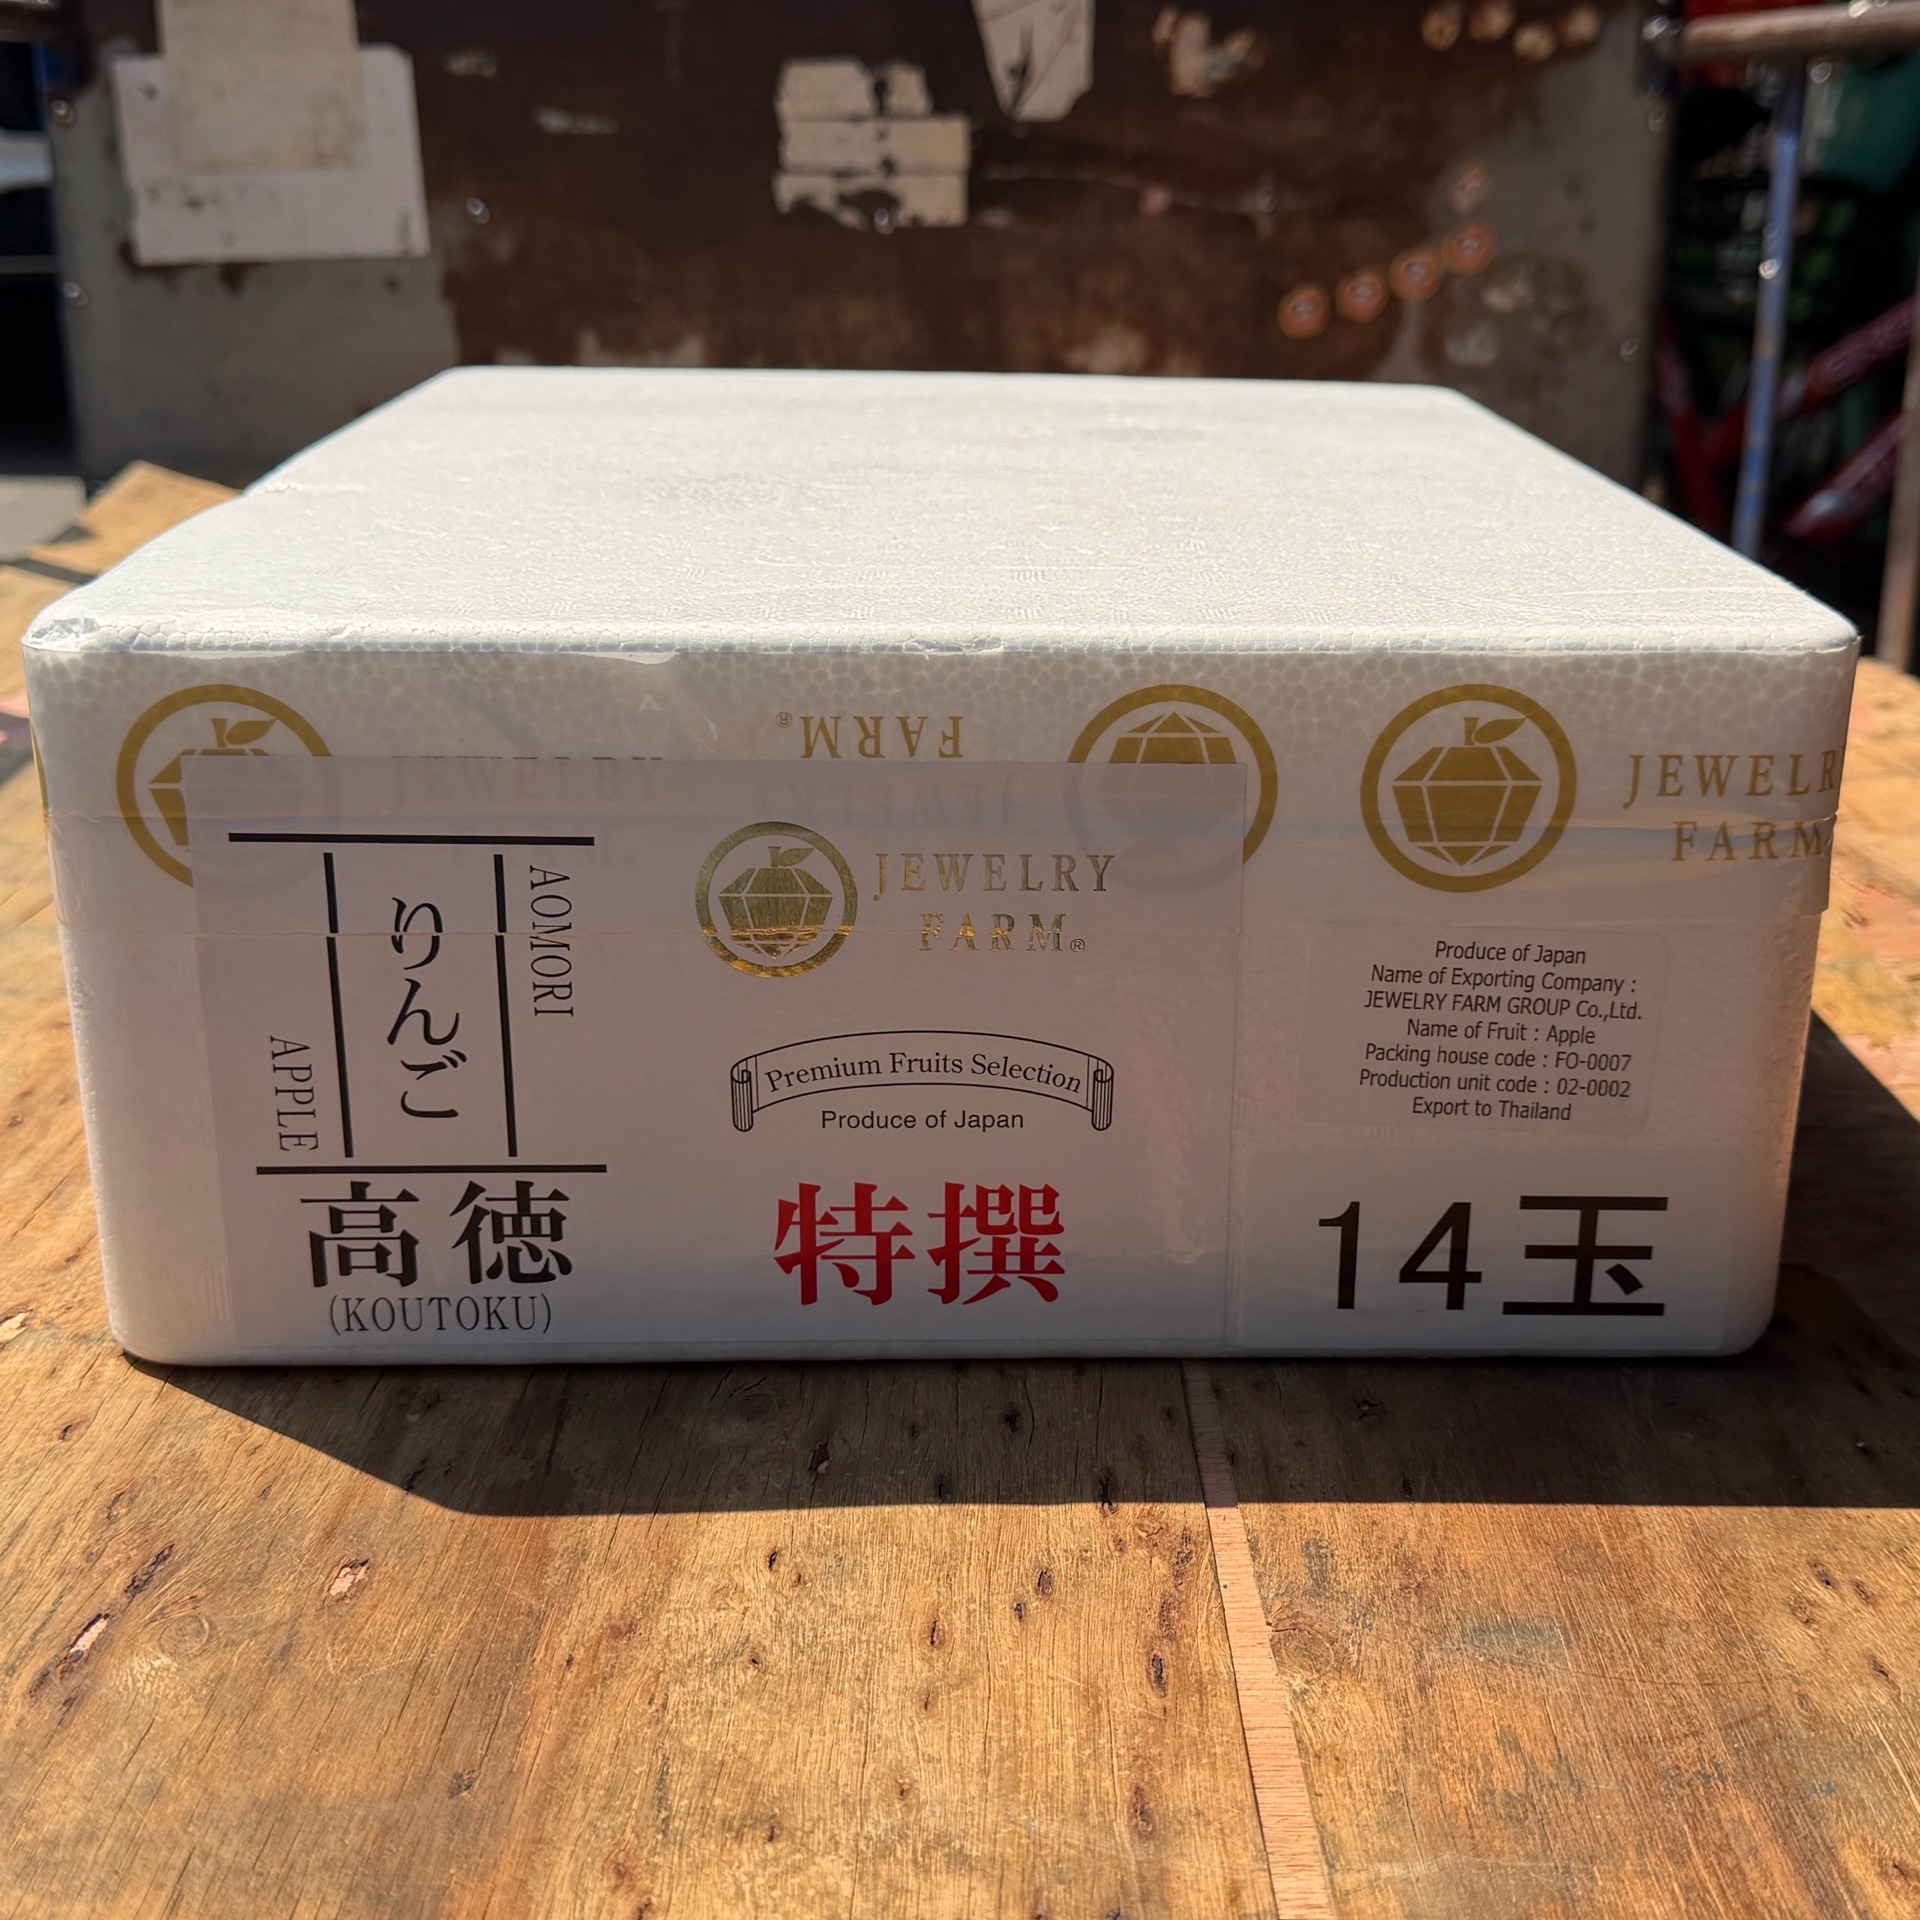 JEWELRY
FARM®
JEWELRY
FARM
AOMORI
りんご
APPLE
高徳
(KOUTOKU)
JEWELRY
FARM®
Premium Fruits Selection
Produce of Japan
特撰
Produce of Japan
Name of Exporting Company :
JEWELRY FARM GROUP Co.,Ltd.
Name of Fruit : Apple
Packing house code : FO-0007
Production unit code : 02-0002
Export to Thailand
14玉